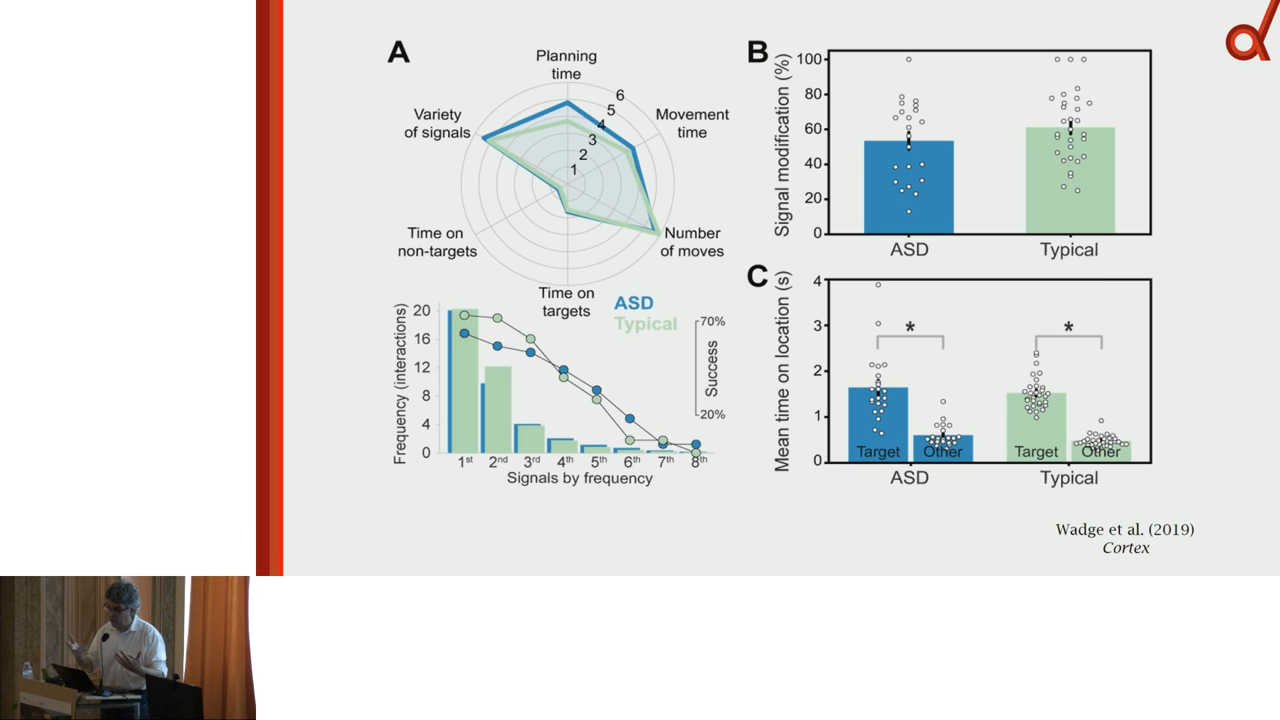 A
Planning
time
Variety
of signals
Movement
time
6
5
4
3
2
1
Time on
non-targets
Number
of moves
Time on
targets
ASD
Typical
Frequency (interactions)
20
16
12
8
4
0
70%
Success
20%
1st 2nd 3rd 4th 5th 6th 7th 8th
Signals by frequency
B
Signal modification (%)
100
80
60
40
20
0
ASD Typical
C
Mean time on location (s)
4
3
2
1
0
* *
Target Other Target Other
ASD Typical
Wadge et al. (2019)
Cortex